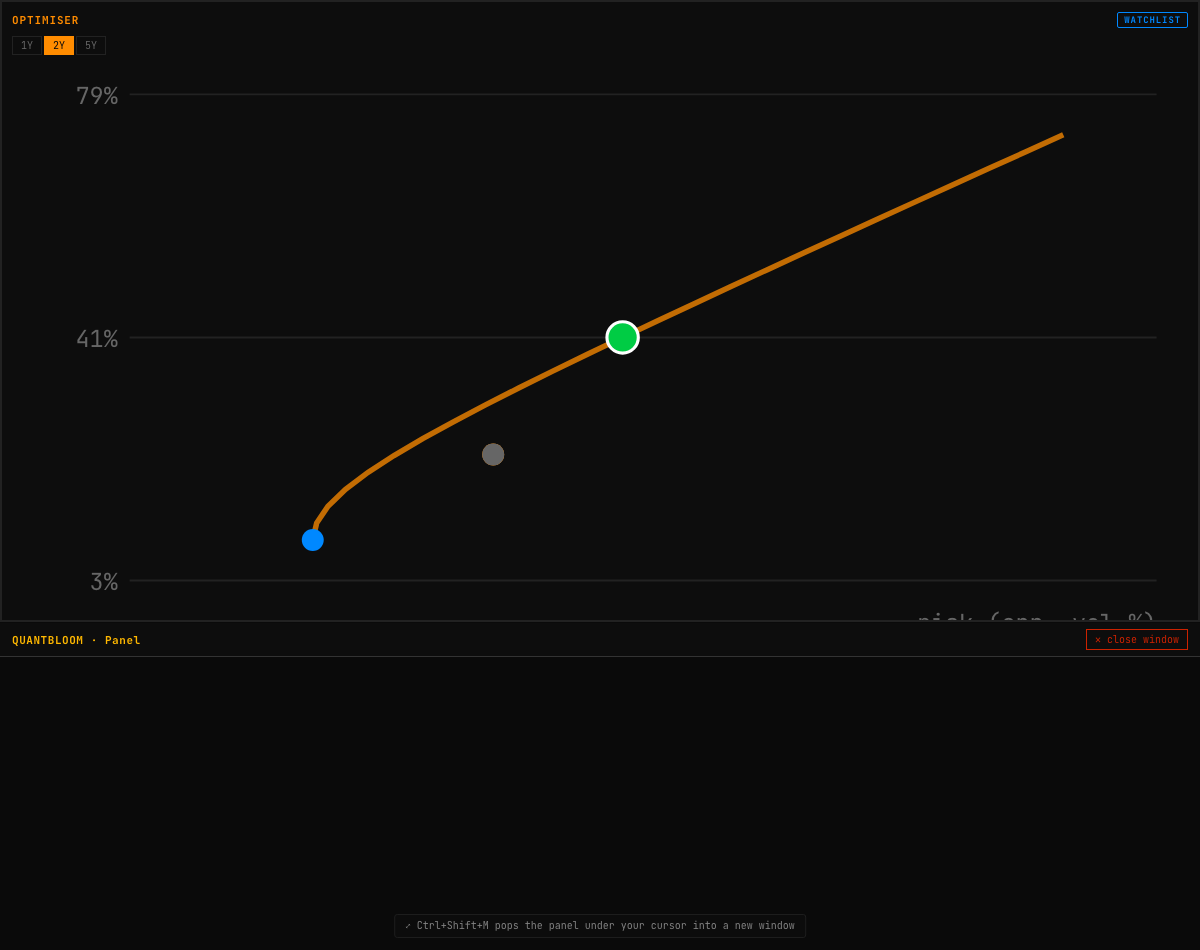 OPTIMISER
WATCHLIST
1Y 2Y 5Y
79%
41%
3%
QUANTBLOOM · Panel
× close window
⤢ Ctrl+Shift+M pops the panel under your cursor into a new window